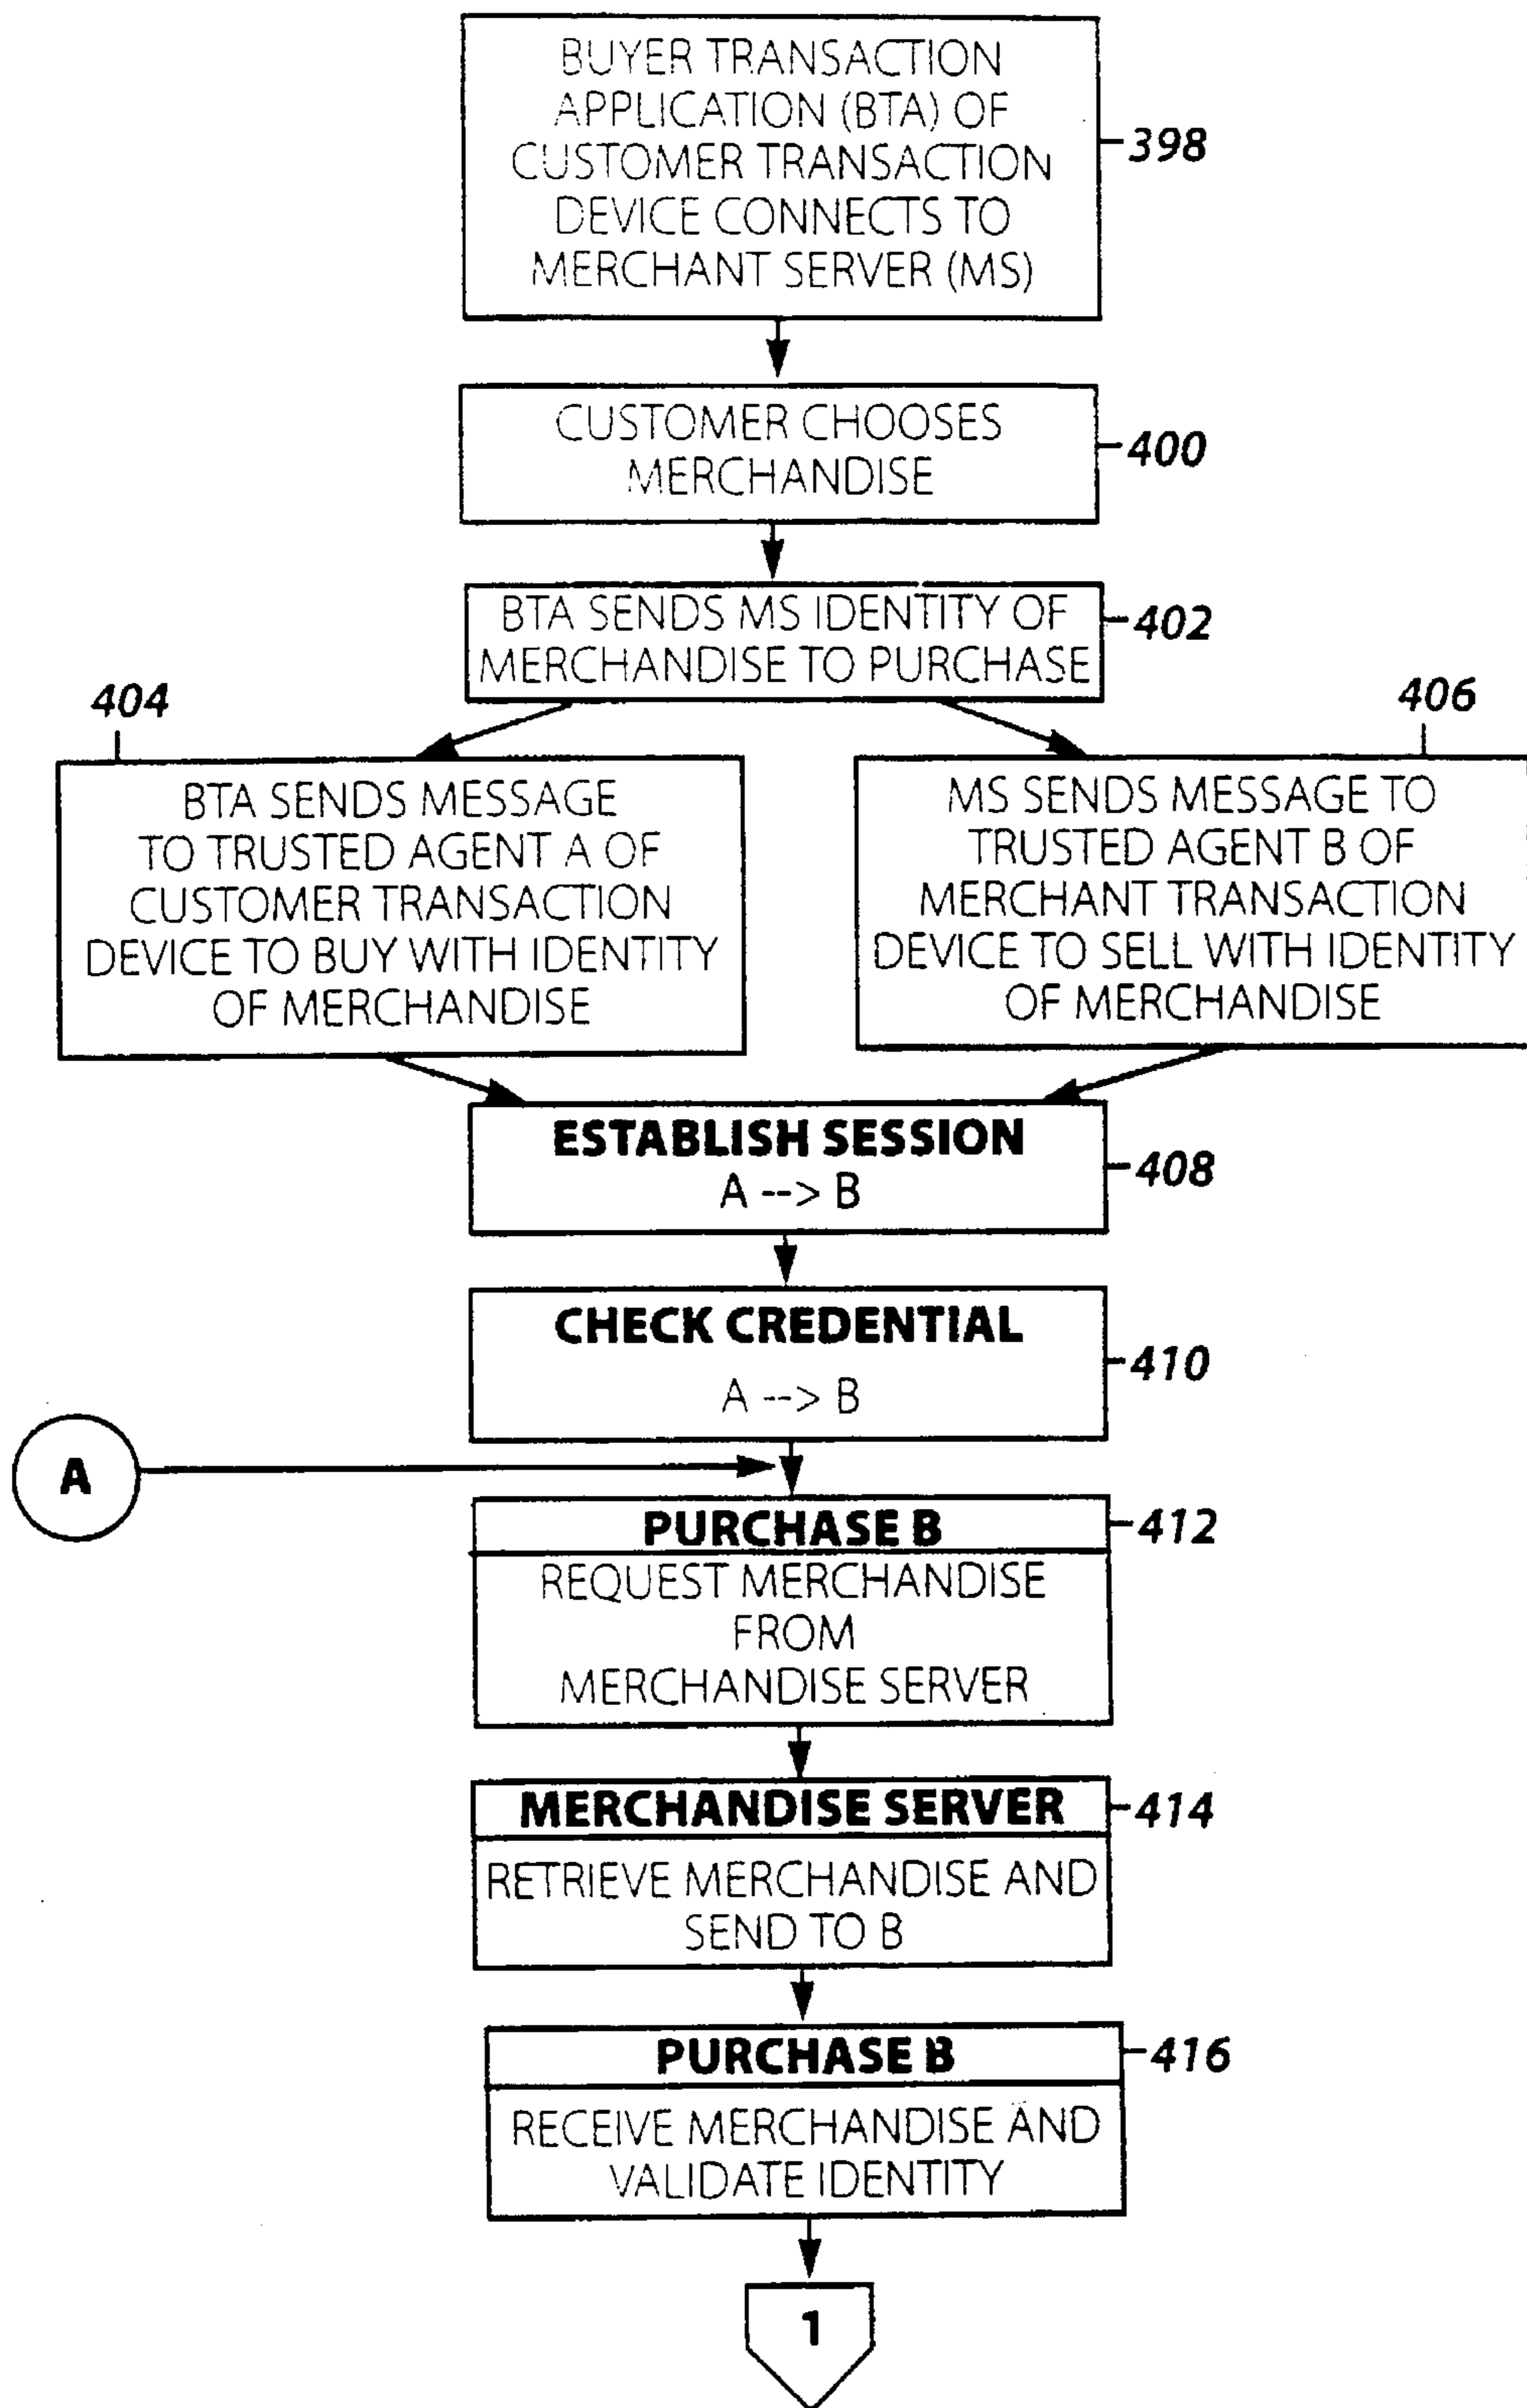 BUYER TRANSACTION
APPLICATION (BTA) OF
CUSTOMER TRANSACTION
DEVICE CONNECTS TO
MERCHANT SERVER (MS)
398
CUSTOMER CHOOSES
MERCHANDISE
400
BTA SENDS MS IDENTITY OF
MERCHANDISE TO PURCHASE
402
404
BTA SENDS MESSAGE
TO TRUSTED AGENT A OF
CUSTOMER TRANSACTION
DEVICE TO BUY WITH IDENTITY
OF MERCHANDISE
406
MS SENDS MESSAGE TO
TRUSTED AGENT B OF
MERCHANT TRANSACTION
DEVICE TO SELL WITH IDENTITY
OF MERCHANDISE
ESTABLISH SESSION
A --> B
408
CHECK CREDENTIAL
A --> B
410
A
PURCHASE B
412
REQUEST MERCHANDISE
FROM
MERCHANDISE SERVER
MERCHANDISE SERVER
414
RETRIEVE MERCHANDISE AND
SEND TO B
PURCHASE B
416
RECEIVE MERCHANDISE AND
VALIDATE IDENTITY
1